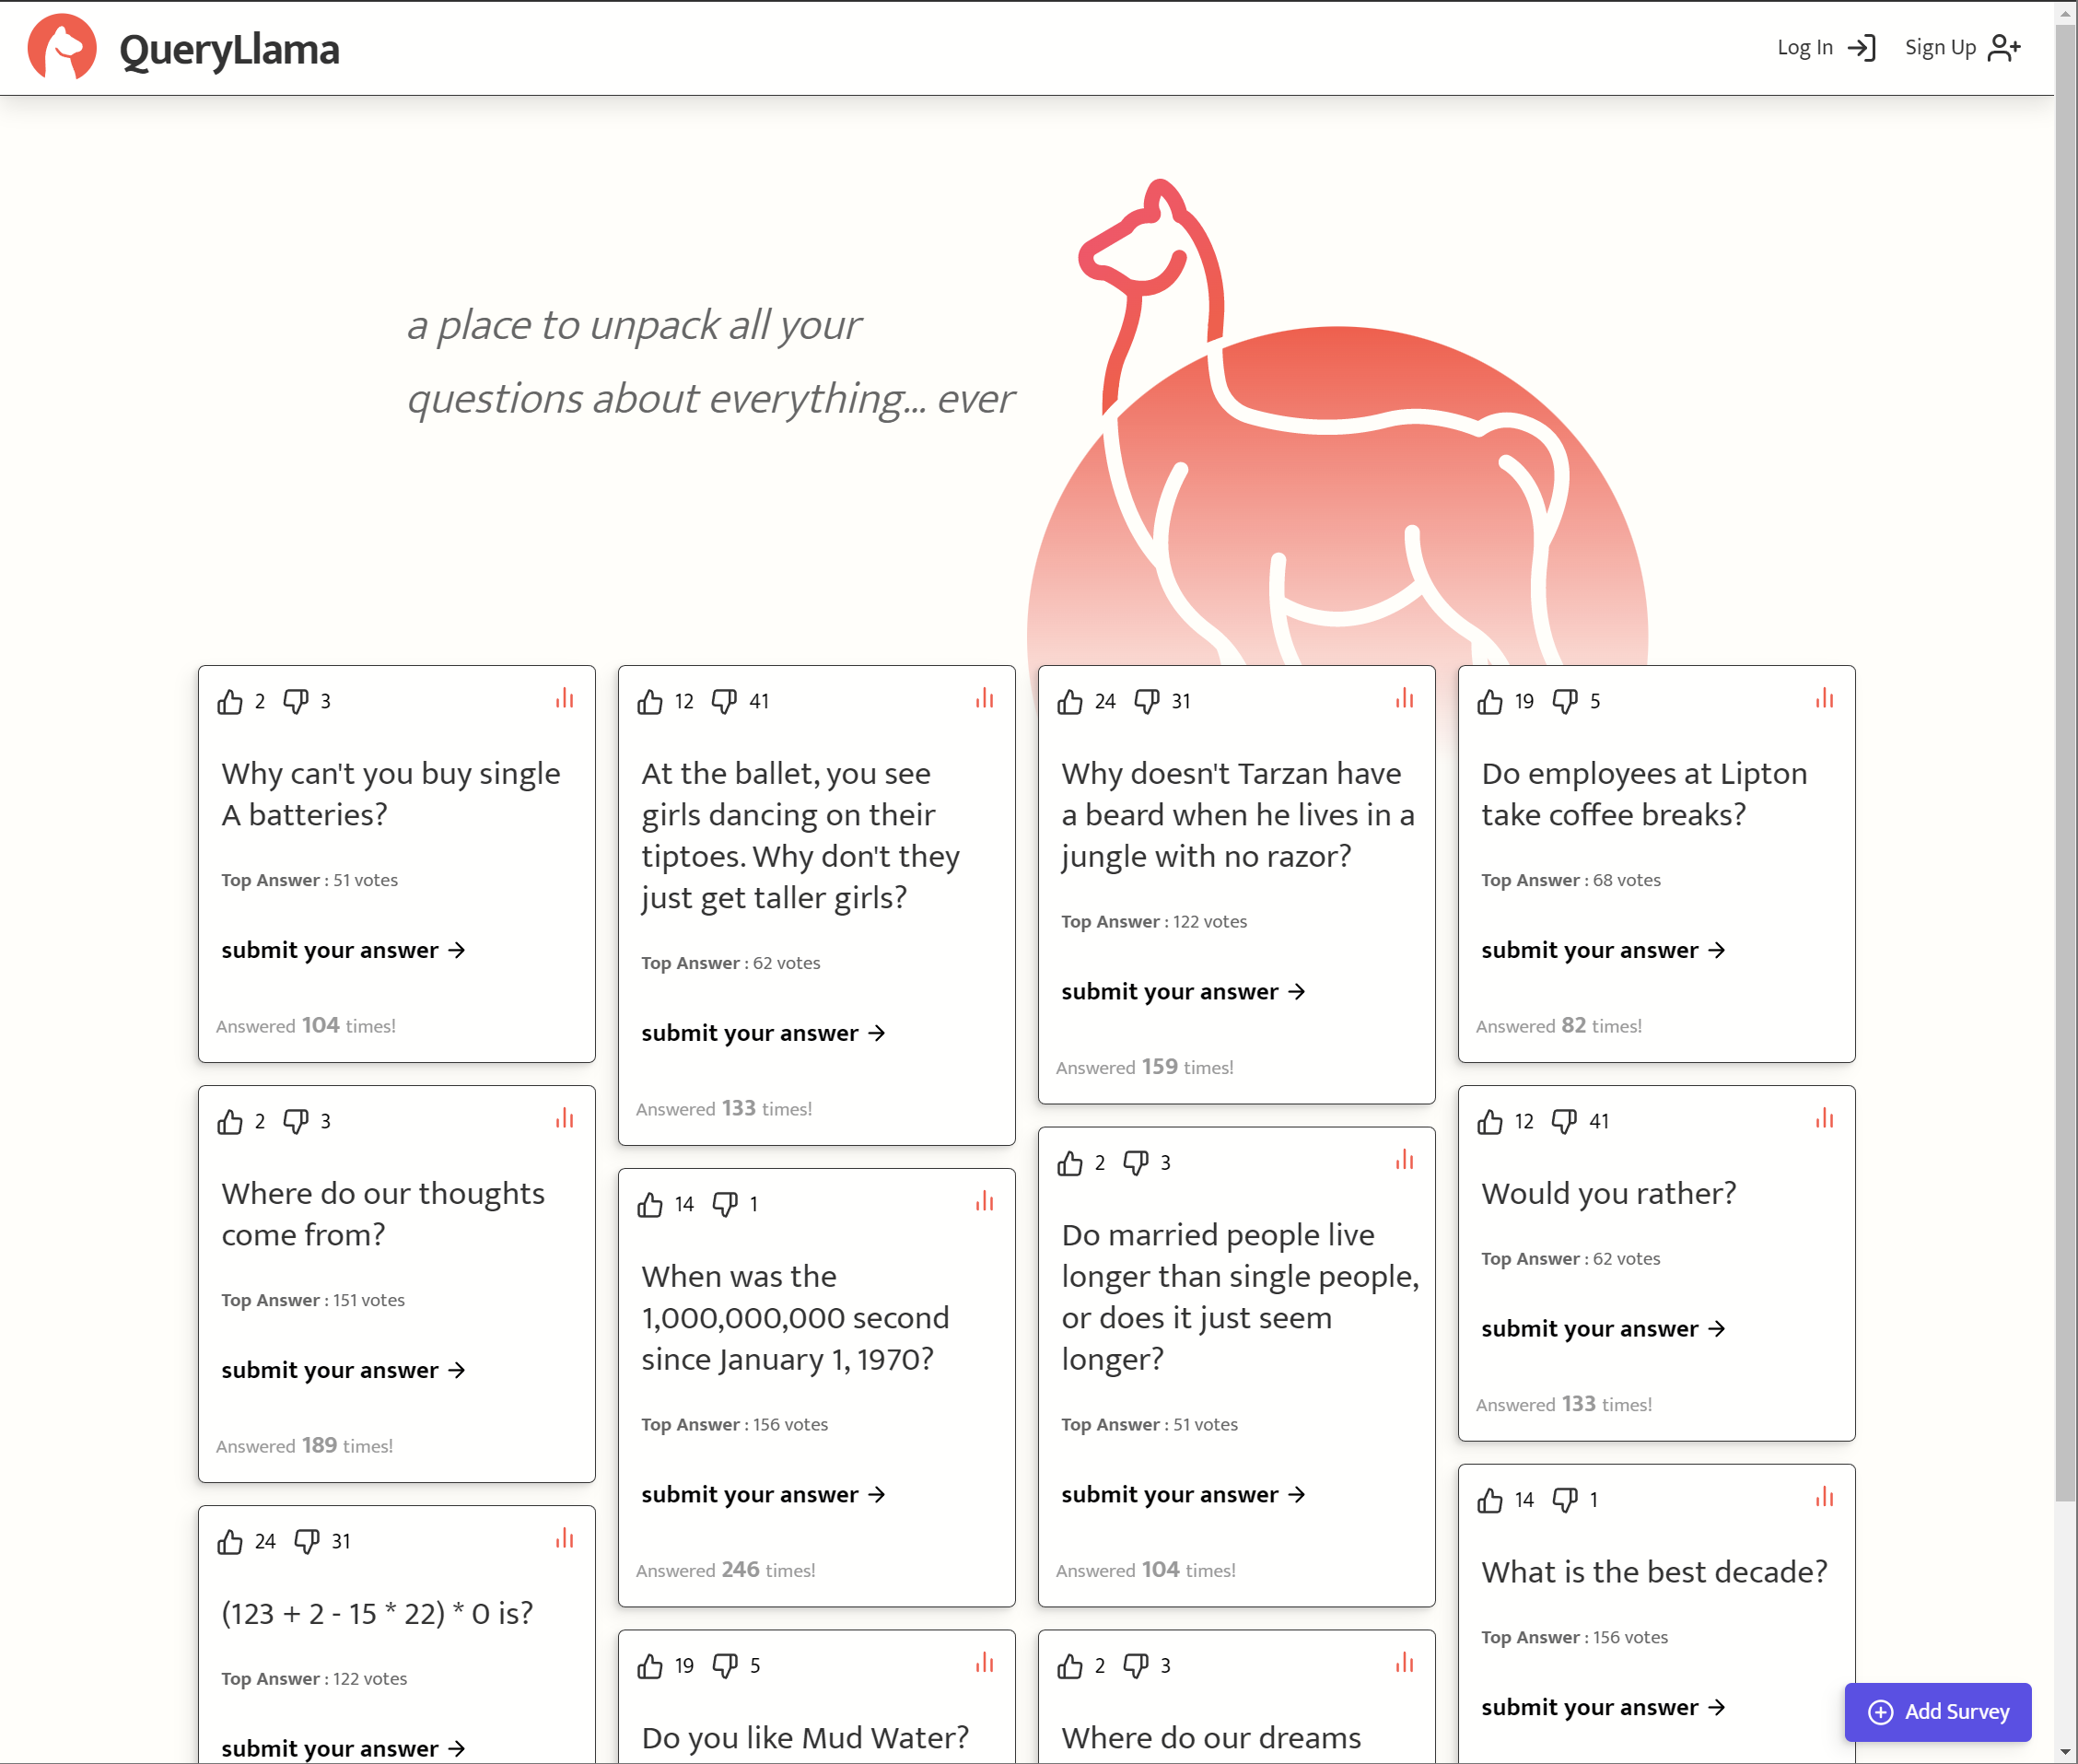 QueryLlama
Log In
Sign Up
a place to unpack all your
questions about everything... ever
2 3
Why can't you buy single
A batteries?
Top Answer : 51 votes
submit your answer →
Answered 104 times!
2 3
Where do our thoughts
come from?
Top Answer : 151 votes
submit your answer →
Answered 189 times!
24 31
(123 + 2 - 15 * 22) * 0 is?
Top Answer : 122 votes
submit your answer →
12 41
At the ballet, you see
girls dancing on their
tiptoes. Why don't they
just get taller girls?
Top Answer : 62 votes
submit your answer →
Answered 133 times!
14 1
When was the
1,000,000,000 second
since January 1, 1970?
Top Answer : 156 votes
submit your answer →
Answered 246 times!
19 5
Do you like Mud Water?
24 31
Why doesn't Tarzan have
a beard when he lives in a
jungle with no razor?
Top Answer : 122 votes
submit your answer →
Answered 159 times!
2 3
Do married people live
longer than single people,
or does it just seem
longer?
Top Answer : 51 votes
submit your answer →
Answered 104 times!
2 3
Where do our dreams
19 5
Do employees at Lipton
take coffee breaks?
Top Answer : 68 votes
submit your answer →
Answered 82 times!
12 41
Would you rather?
Top Answer : 62 votes
submit your answer →
Answered 133 times!
14 1
What is the best decade?
Top Answer : 156 votes
submit your answer →
Add Survey